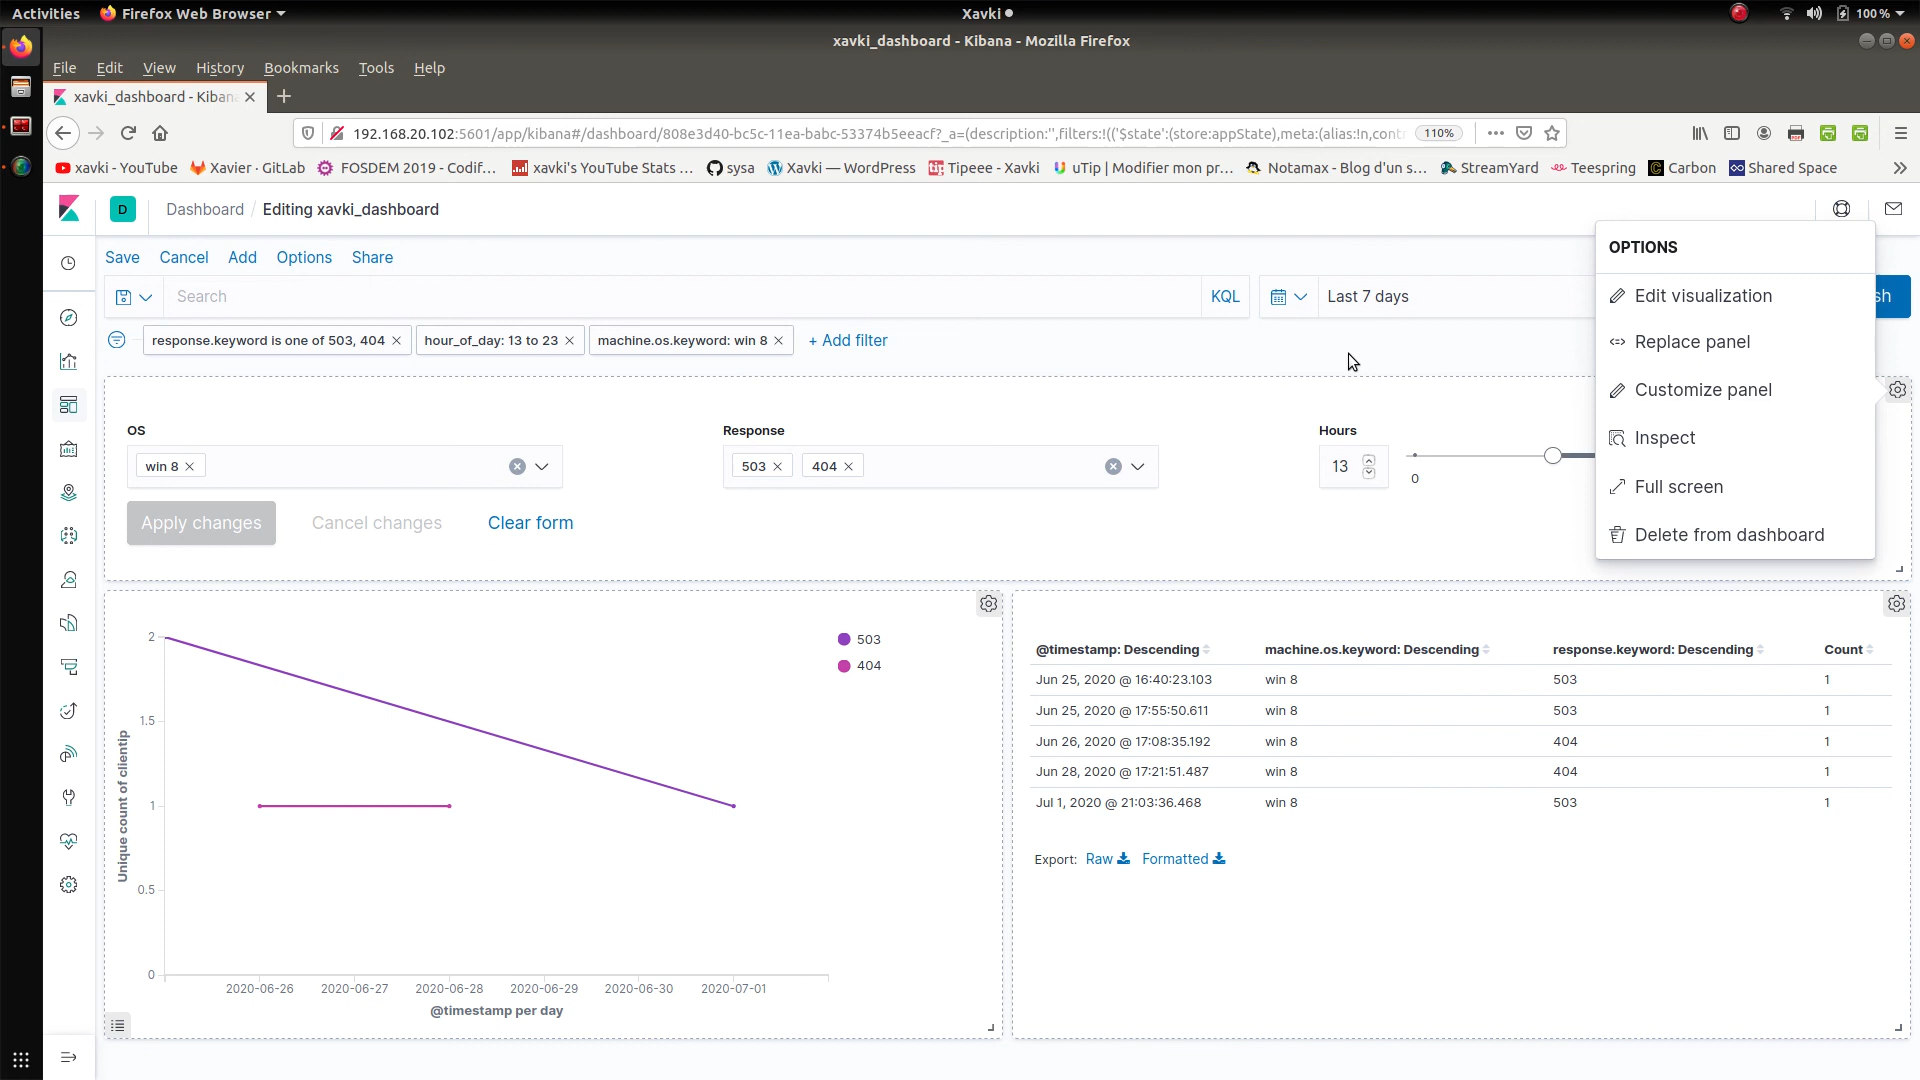 Activities Firefox Web Browser Xavki 100 %
xavki_dashboard - Kibana - Mozilla Firefox
File Edit View History Bookmarks Tools Help
xavki_dashboard - Kiban
192.168.20.102:5601/app/kibana#/dashboard/808e3d40-bc5c-11ea-babc-53374b5eeacf?_a=(description:'',filters:!(('$state':(store:appState),meta:(alias:!n,contr 110%
xavki - YouTube Xavier · GitLab FOSDEM 2019 - Codif... xavki's YouTube Stats ... sysa Xavki — WordPress Tipeee - Xavki uTip | Modifier mon pr... Notamax - Blog d'un s... StreamYard Teespring Carbon Shared Space
D Dashboard / Editing xavki_dashboard
Save Cancel Add Options Share
Search KQL Last 7 days sh
response.keyword is one of 503, 404 hour_of_day: 13 to 23 machine.os.keyword: win 8 + Add filter
OPTIONS
Edit visualization
Replace panel
Customize panel
Inspect
Full screen
Delete from dashboard
OS Response Hours
win 8 503 404 13
0
Apply changes Cancel changes Clear form
503
404
2
1.5
1
0.5
0
Unique count of clientip
2020-06-26 2020-06-27 2020-06-28 2020-06-29 2020-06-30 2020-07-01
@timestamp per day
@timestamp: Descending machine.os.keyword: Descending response.keyword: Descending Count
Jun 25, 2020 @ 16:40:23.103 win 8 503 1
Jun 25, 2020 @ 17:55:50.611 win 8 503 1
Jun 26, 2020 @ 17:08:35.192 win 8 404 1
Jun 28, 2020 @ 17:21:51.487 win 8 404 1
Jul 1, 2020 @ 21:03:36.468 win 8 503 1
Export: Raw Formatted